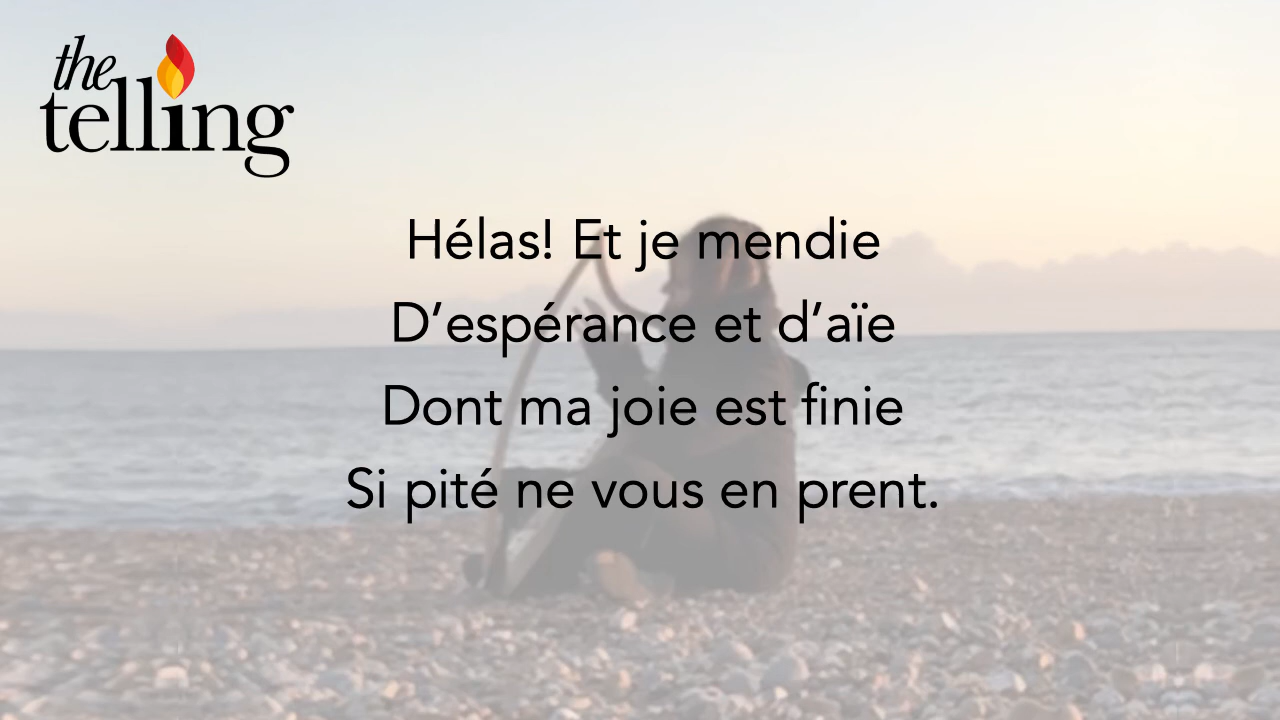 the
telling
Hélas! Et je mendie
D’espérance et d’aïe
Dont ma joie est finie
Si pité ne vous en prent.